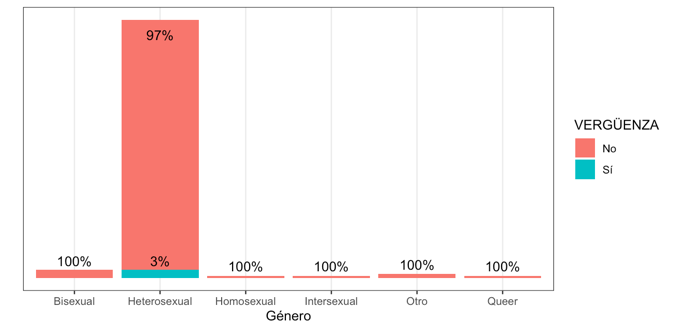 97%
100%
3%
100%
100%
100%
100%
Bisexual
Heterosexual
Homosexual
Intersexual
Otro
Queer
Género
VERGÜENZA
No
Sí